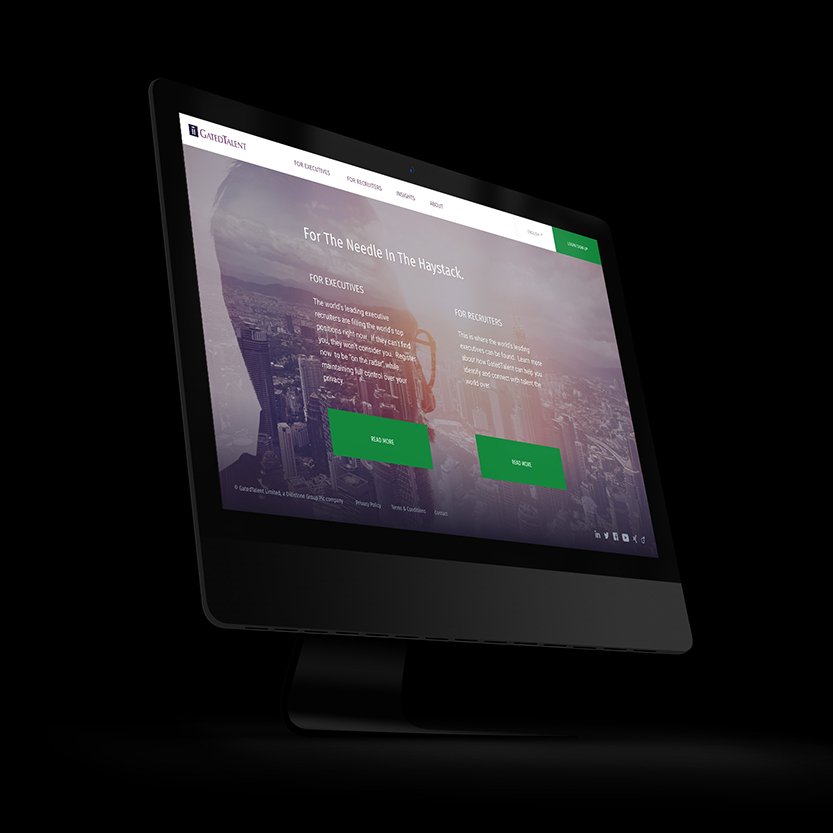 GatedTalent
FOR EXECUTIVES
FOR RECRUITERS
INSIGHTS
ABOUT
ENGLISH
LOGIN / SIGN UP
For The Needle In The Haystack.
FOR EXECUTIVES
The world's leading executive
recruiters are filling the world's top
positions right now. If they can't find
you, they won't consider you. Register
now to be "on the radar" while
maintaining full control over your
privacy.
READ MORE
FOR RECRUITERS
This is where the world's leading
executives can be found. Learn more
about how GatedTalent can help you
identify and connect with talent the
world over.
READ MORE
© GatedTalent Limited, a Dillistone Group Plc company
Privacy Policy
Terms & Conditions
Contact